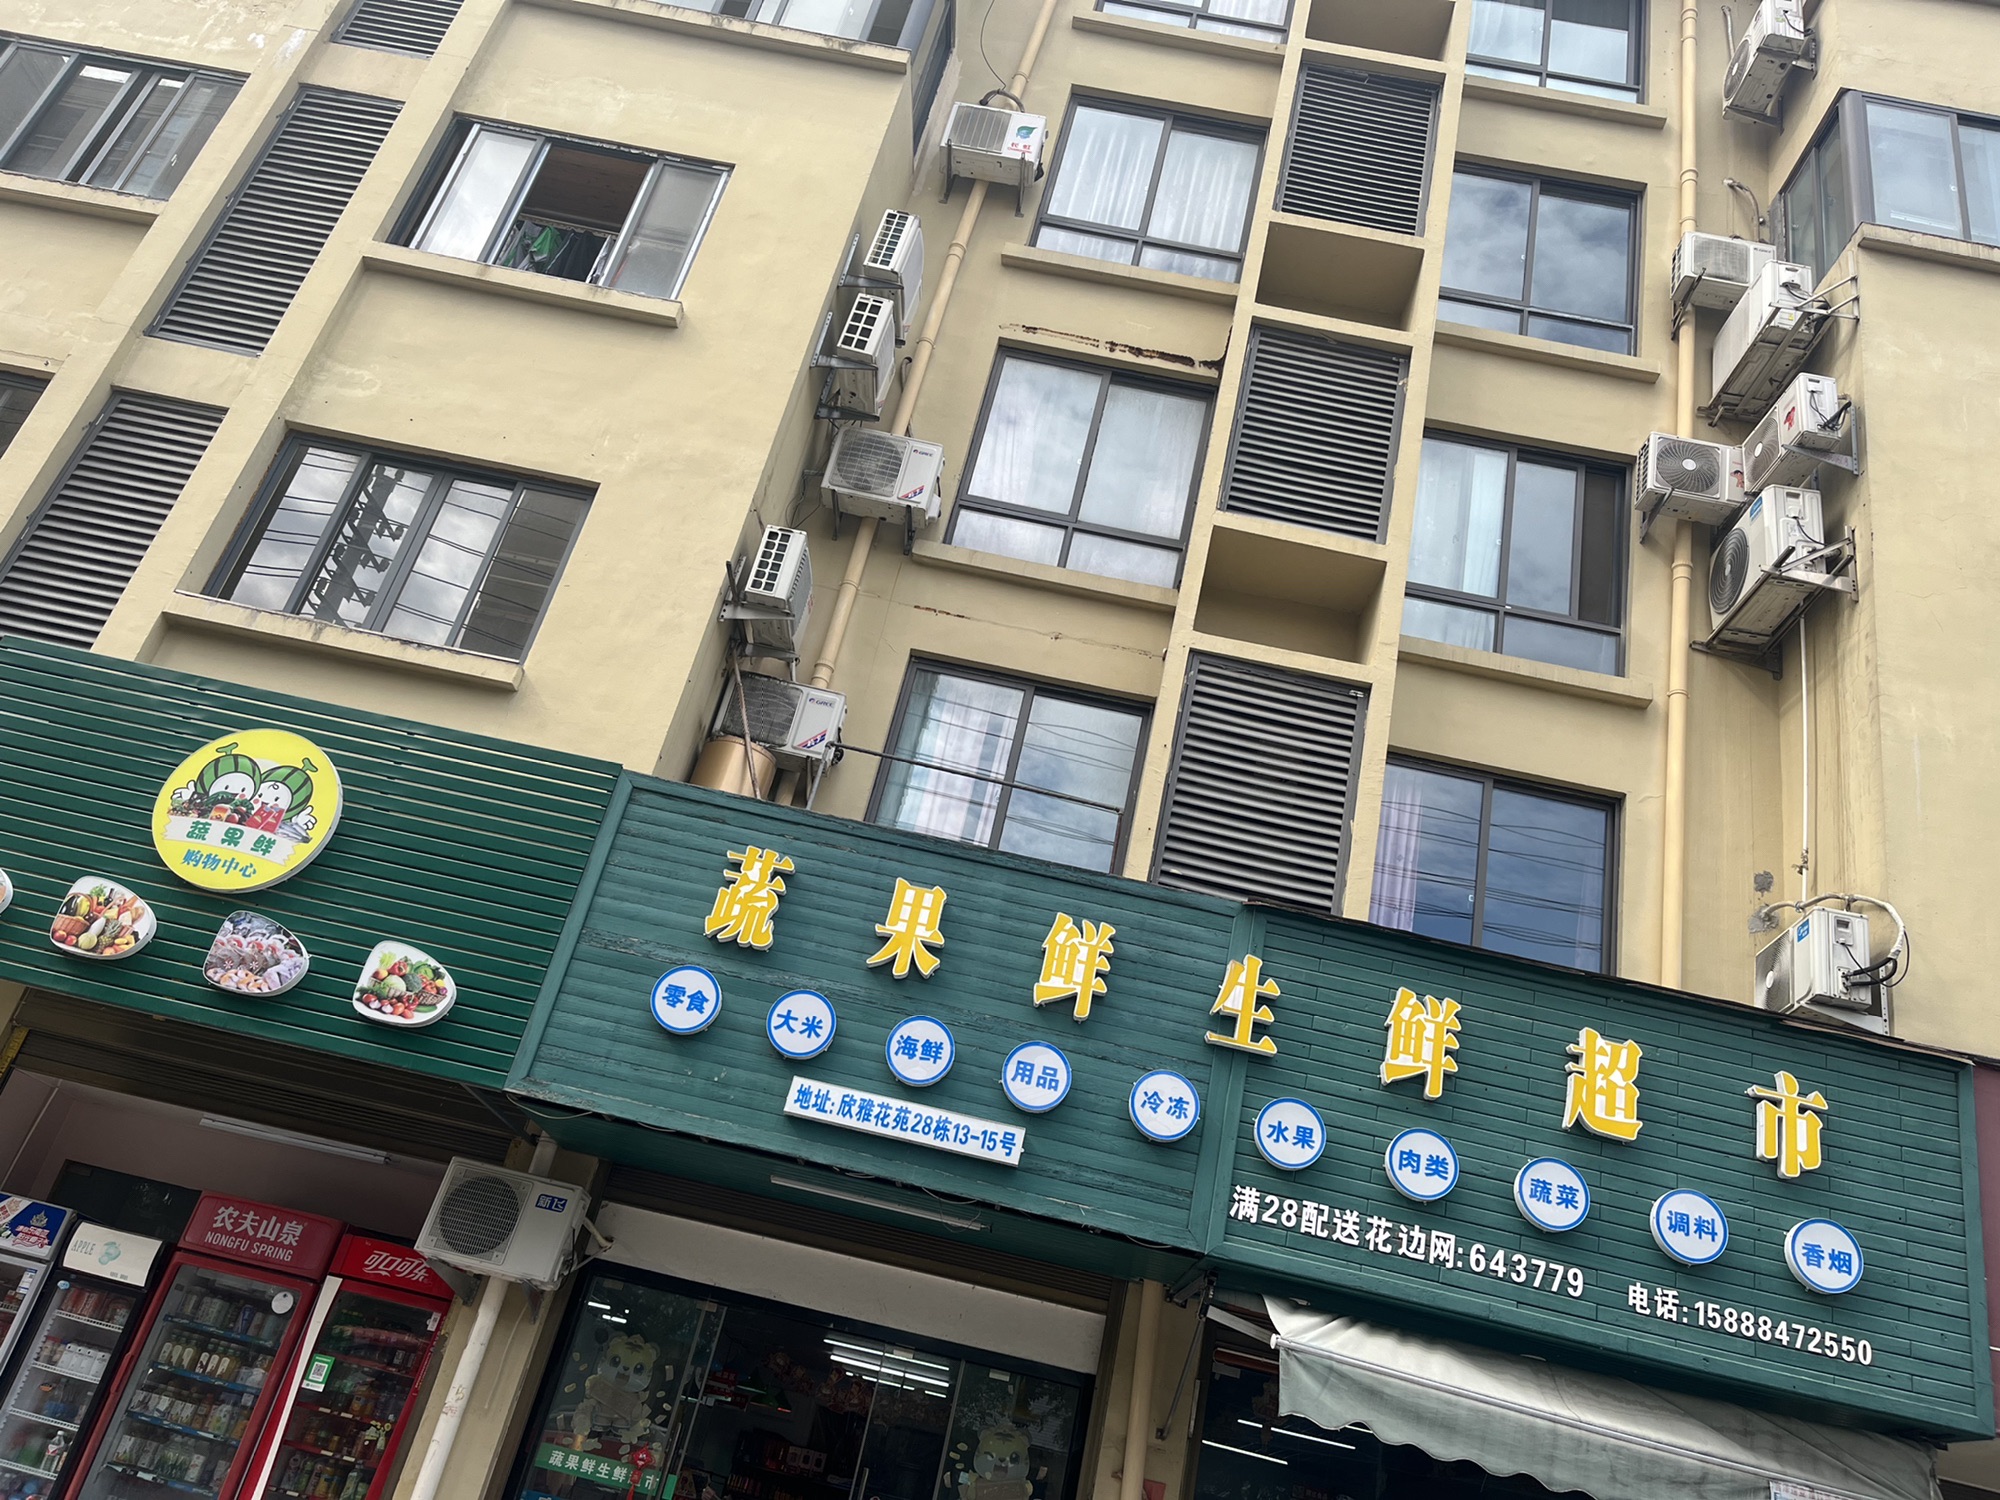 蔬果鲜
购物中心
蔬果鲜生鲜超市
零食
大米
海鲜
用品
冷冻
水果
肉类
蔬菜
调料
香烟
地址:欣雅花苑28栋13-15号
满28配送花边网:643779
电话:15888472550
GREE
GREE
新飞
APPLE
农夫山泉
NONGFU SPRING
可口可乐
蔬果鲜生鲜
市